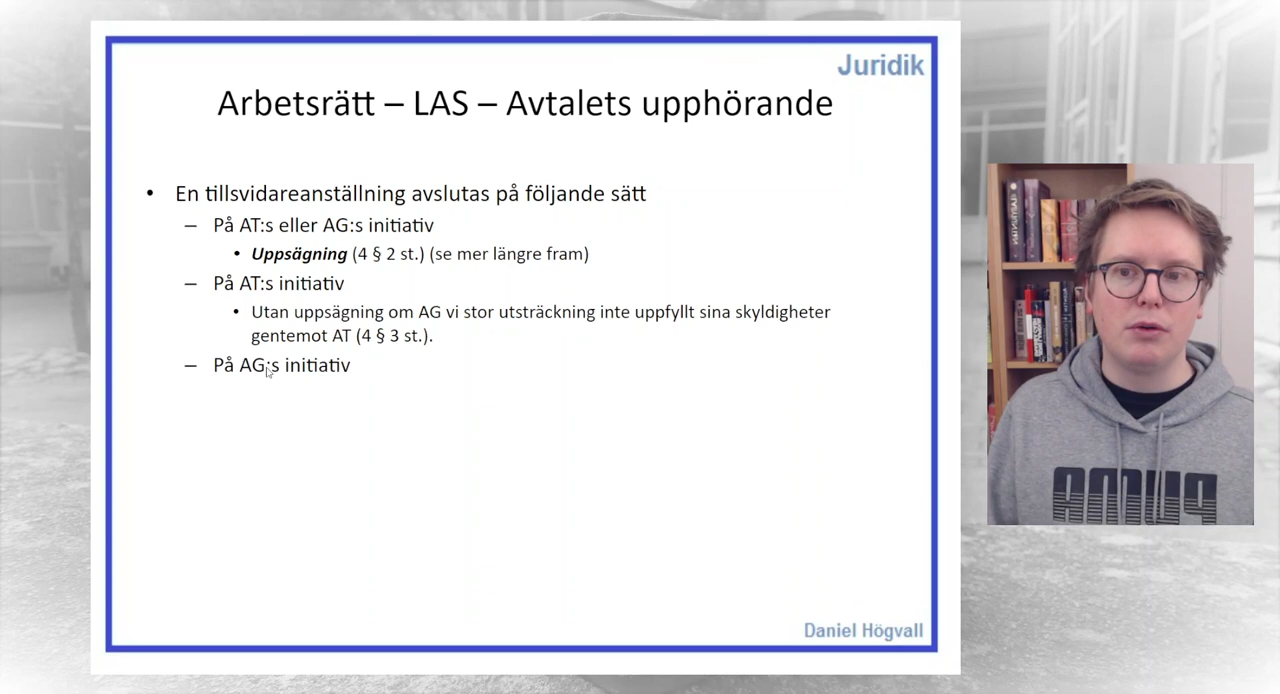 Juridik
Arbetsrätt – LAS – Avtalets upphörande
• En tillsvidareanställning avslutas på följande sätt
– På AT:s eller AG:s initiativ
• Uppsägning (4 § 2 st.) (se mer längre fram)
– På AT:s initiativ
• Utan uppsägning om AG vi stor utsträckning inte uppfyllt sina skyldigheter
gentemot AT (4 § 3 st.).
– På AG:s initiativ
Daniel Högvall